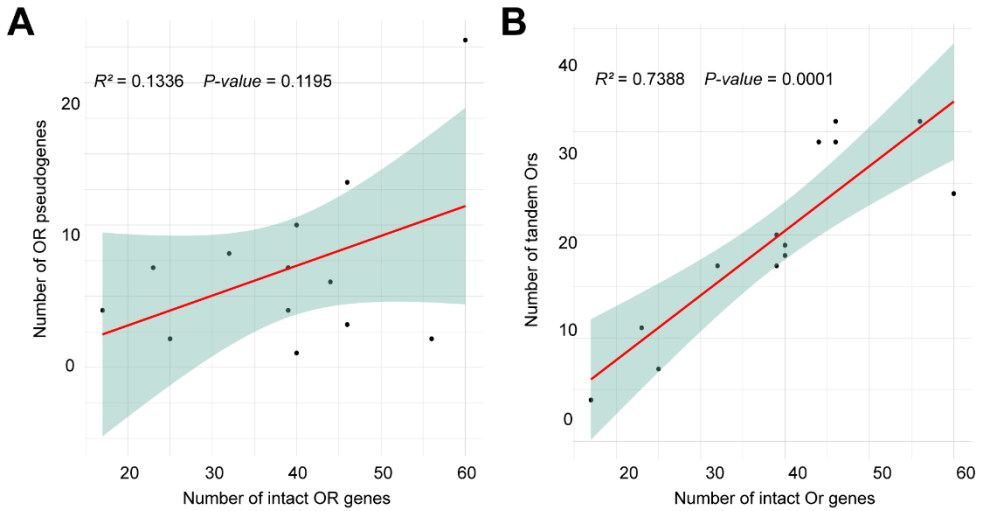 A
R² = 0.1336 P-value = 0.1195
20
10
0
Number of OR pseudogenes
20 30 40 50 60
Number of intact OR genes
B
R² = 0.7388 P-value = 0.0001
40
30
20
10
0
Number of tandem Ors
20 30 40 50 60
Number of intact Or genes